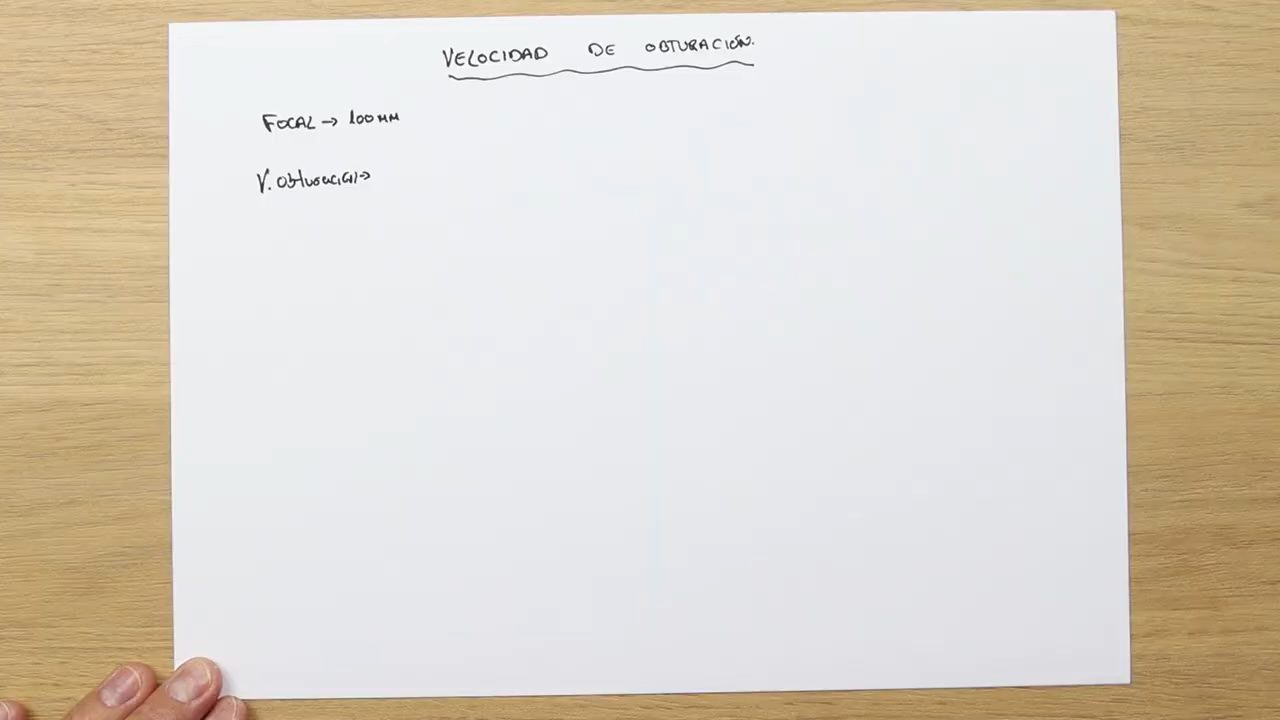 VELOCIDAD DE OBTURACIÓN.
FOCAL → 100MM
V. Obturación →